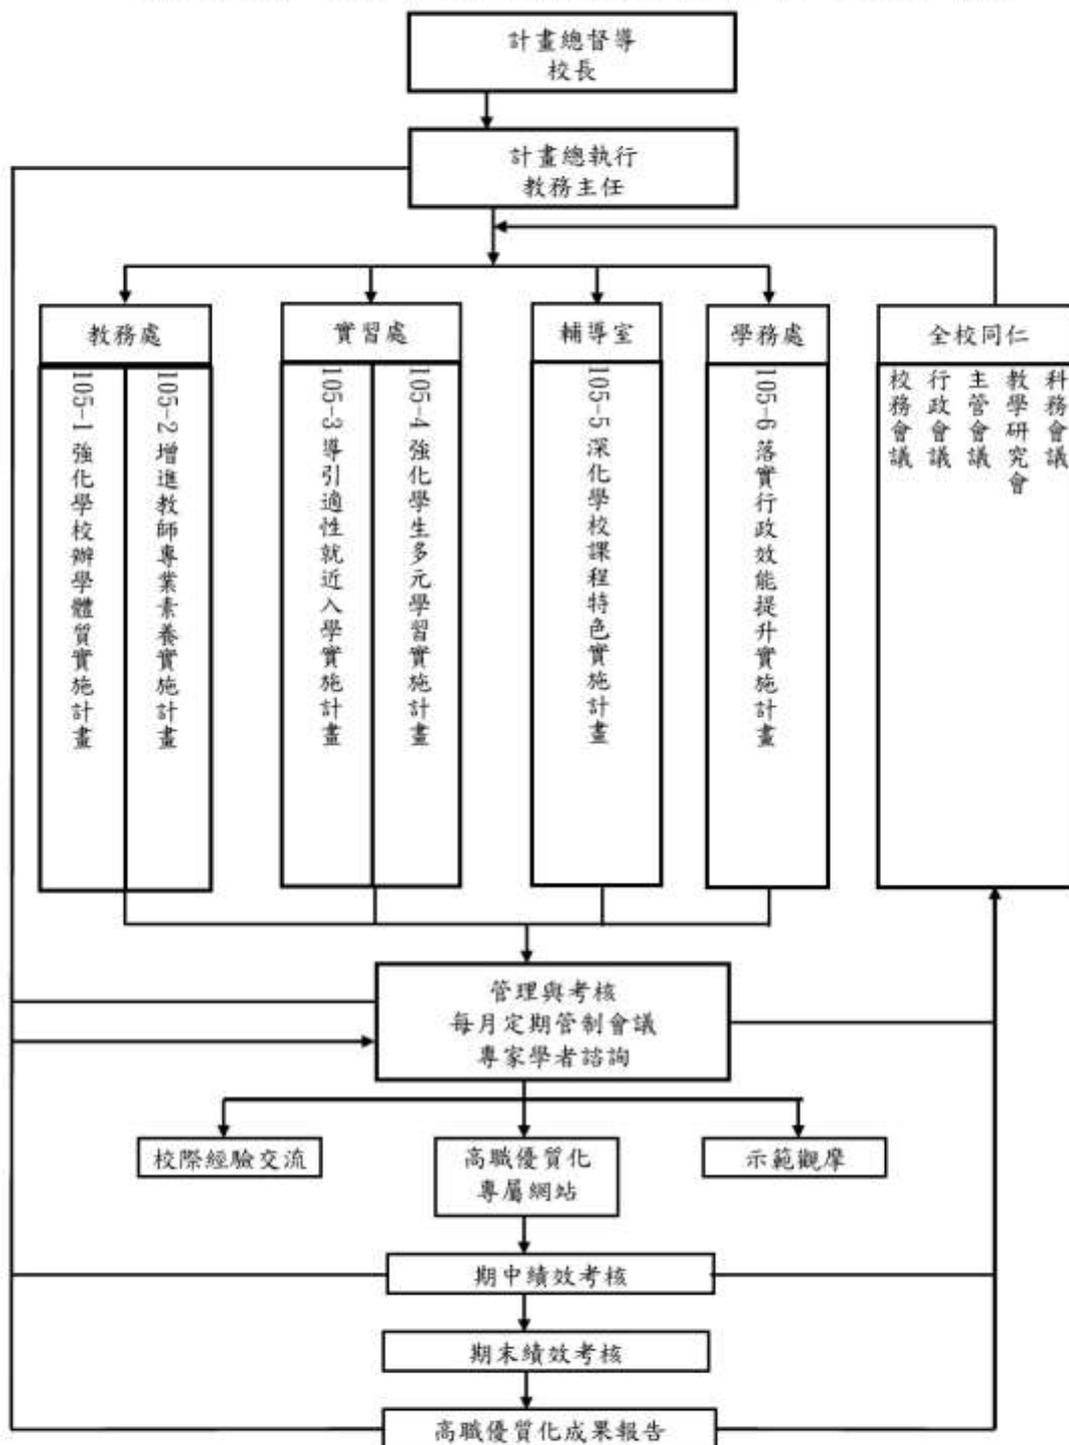 計畫總督導
校長
計畫總執行
教務主任
教務處
105-1 強化學校辦學體質實施計畫
105-2 增進教師專業素養實施計畫
實習處
105-3 導引適性就近入學實施計畫
105-4 強化學生多元學習實施計畫
輔導室
105-5 深化學校課程特色實施計畫
學務處
105-6 落實行政效能提升實施計畫
全校同仁
科務會議
教學研究會
主管會議
行政會議
校務會議
管理與考核
每月定期管制會議
專家學者諮詢
校際經驗交流
高職優質化
專屬網站
示範觀摩
期中績效考核
期末績效考核
高職優質化成果報告